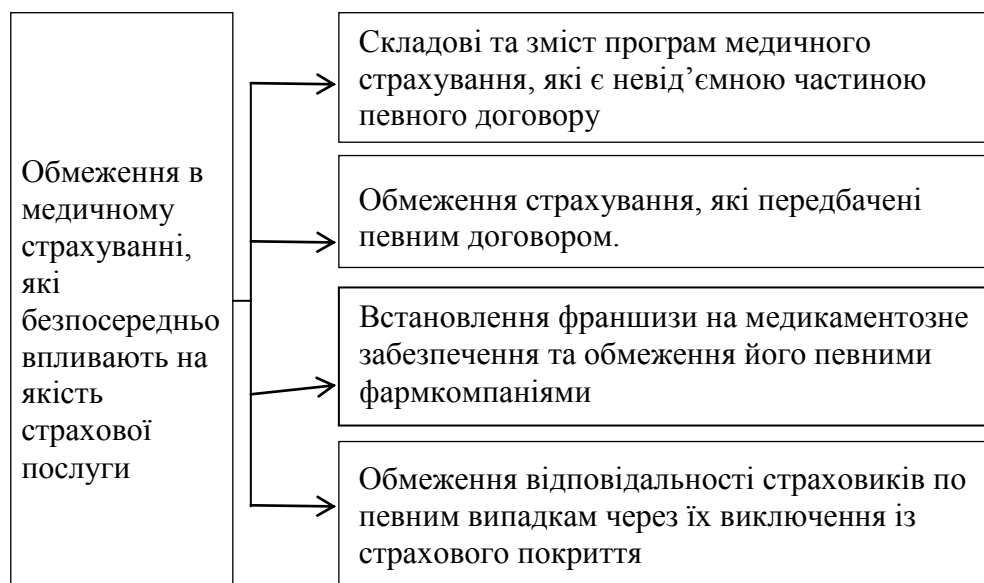 Обмеження в
медичному
страхуванні,
які
безпосередньо
впливають на
якість
страхової
послуги
Складові та зміст програм медичного
страхування, які є невід’ємною частиною
певного договору
Обмеження страхування, які передбачені
певним договором.
Встановлення франшизи на медикаментозне
забезпечення та обмеження його певними
фармкомпаніями
Обмеження відповідальності страховиків по
певним випадкам через їх виключення із
страхового покриття